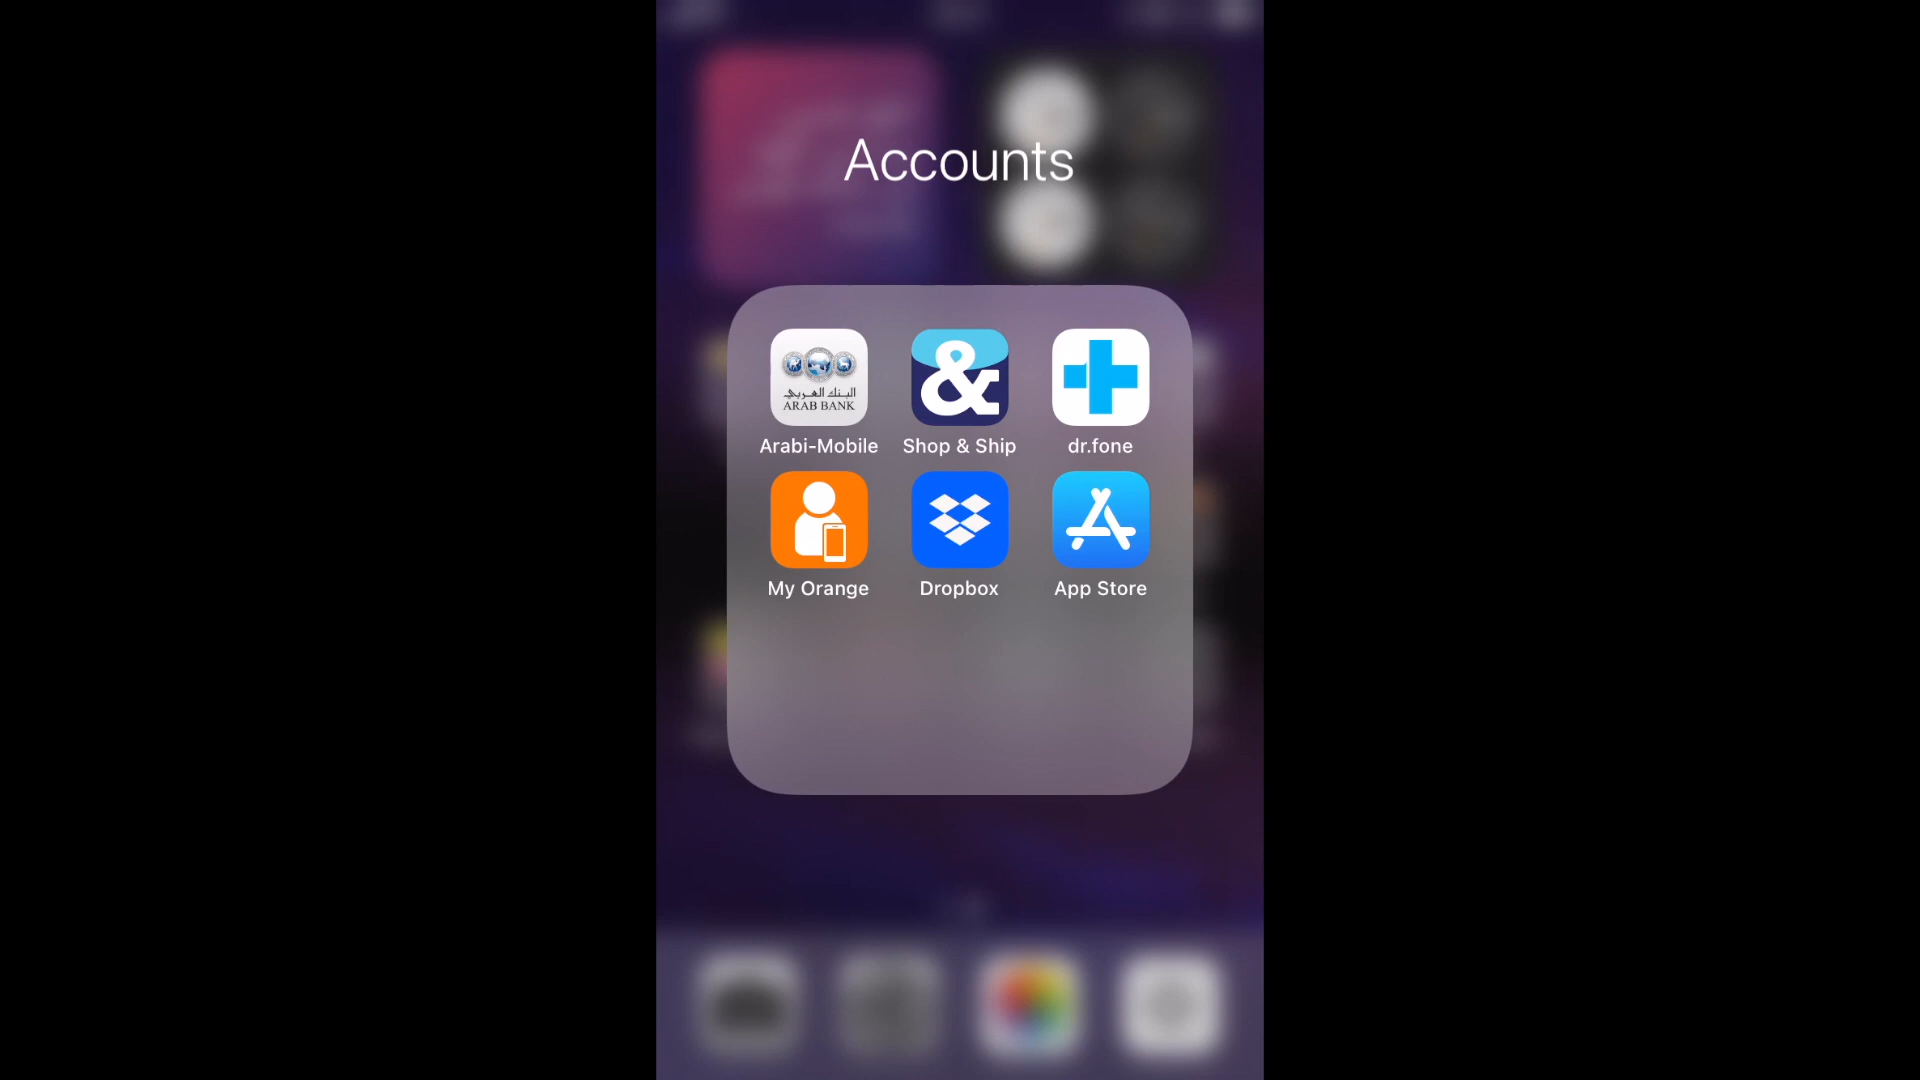 Accounts
البنك العربي
ARAB BANK
Arabi-Mobile
Shop & Ship
dr.fone
My Orange
Dropbox
App Store